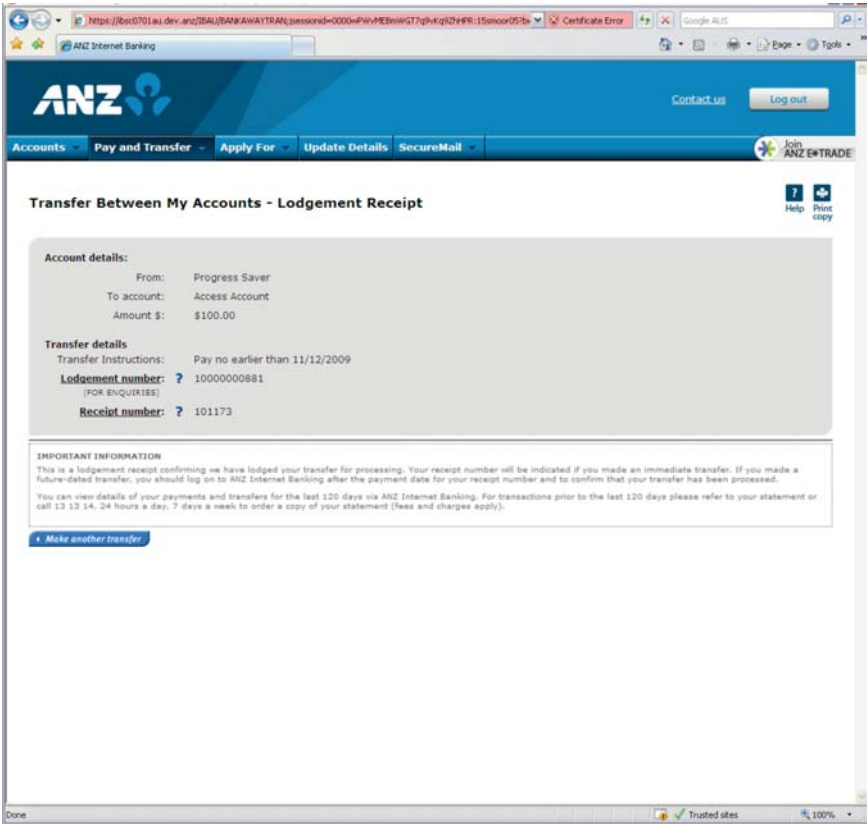 Certificate Error
Google AUS
ANZ Internet Banking
Page
Tools
ANZ
Contact us
Log out
Accounts
Pay and Transfer
Apply For
Update Details
SecureMail
Join
ANZ E*TRADE
Transfer Between My Accounts - Lodgement Receipt
Help
Print
copy
Account details:
From: Progress Saver
To account: Access Account
Amount $: $100.00
Transfer details
Transfer Instructions: Pay no earlier than 11/12/2009
Lodgement number: ? 10000000881
(FOR ENQUIRIES)
Receipt number: ? 101173
IMPORTANT INFORMATION
This is a lodgement receipt confirming we have lodged your transfer for processing. Your receipt number will be indicated if you made an immediate transfer. If you made a
future-dated transfer, you should log on to ANZ Internet Banking after the payment date for your receipt number and to confirm that your transfer has been processed.
You can view details of your payments and transfers for the last 120 days via ANZ Internet Banking. For transactions prior to the last 120 days please refer to your statement or
call 13 13 14, 24 hours a day, 7 days a week to order a copy of your statement (fees and charges apply).
Make another transfer
Done
Trusted sites
100%